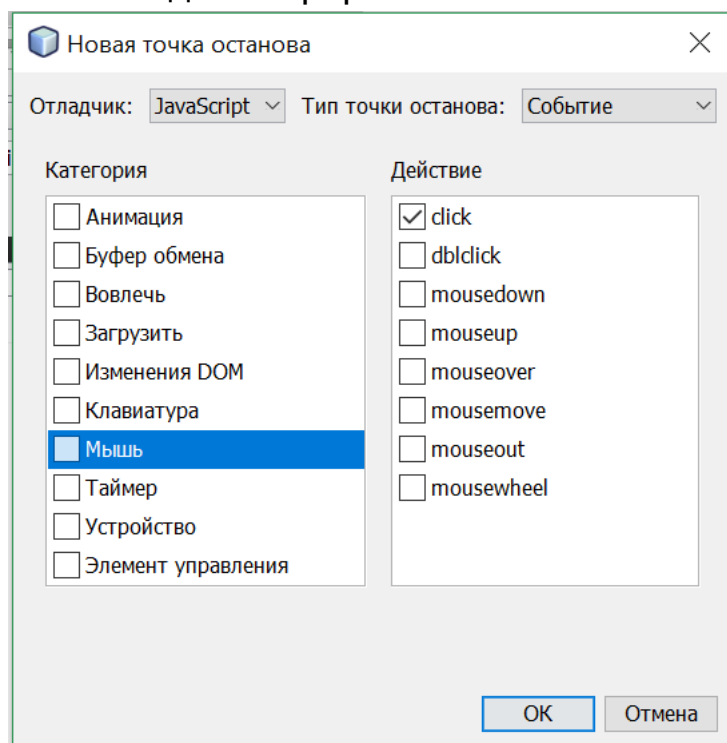 Новая точка останова
Отладчик: JavaScript Тип точки останова: Событие
Категория
Анимация
Буфер обмена
Вовлечь
Загрузить
Изменения DOM
Клавиатура
Мышь
Таймер
Устройство
Элемент управления
Действие
click
dblclick
mousedown
mouseup
mouseover
mousemove
mouseout
mousewheel
OK Отмена